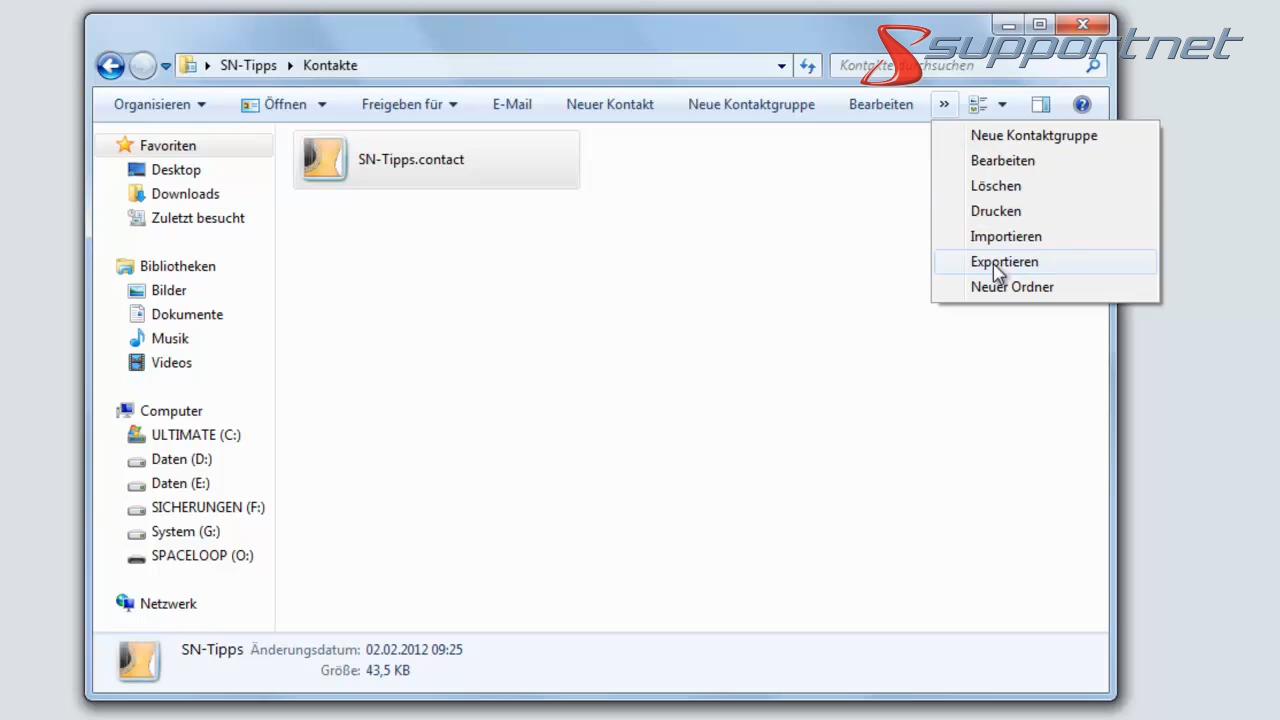 supportnet
SN-Tipps Kontakte
Kontakte durchsuchen
Organisieren Öffnen Freigeben für E-Mail Neuer Kontakt Neue Kontaktgruppe Bearbeiten »
Neue Kontaktgruppe
Bearbeiten
Löschen
Drucken
Importieren
Exportieren
Neuer Ordner
Favoriten
Desktop
Downloads
Zuletzt besucht
Bibliotheken
Bilder
Dokumente
Musik
Videos
Computer
ULTIMATE (C:)
Daten (D:)
Daten (E:)
SICHERUNGEN (F:)
System (G:)
SPACELOOP (O:)
Netzwerk
SN-Tipps.contact
SN-Tipps Änderungsdatum: 02.02.2012 09:25
Größe: 43,5 KB